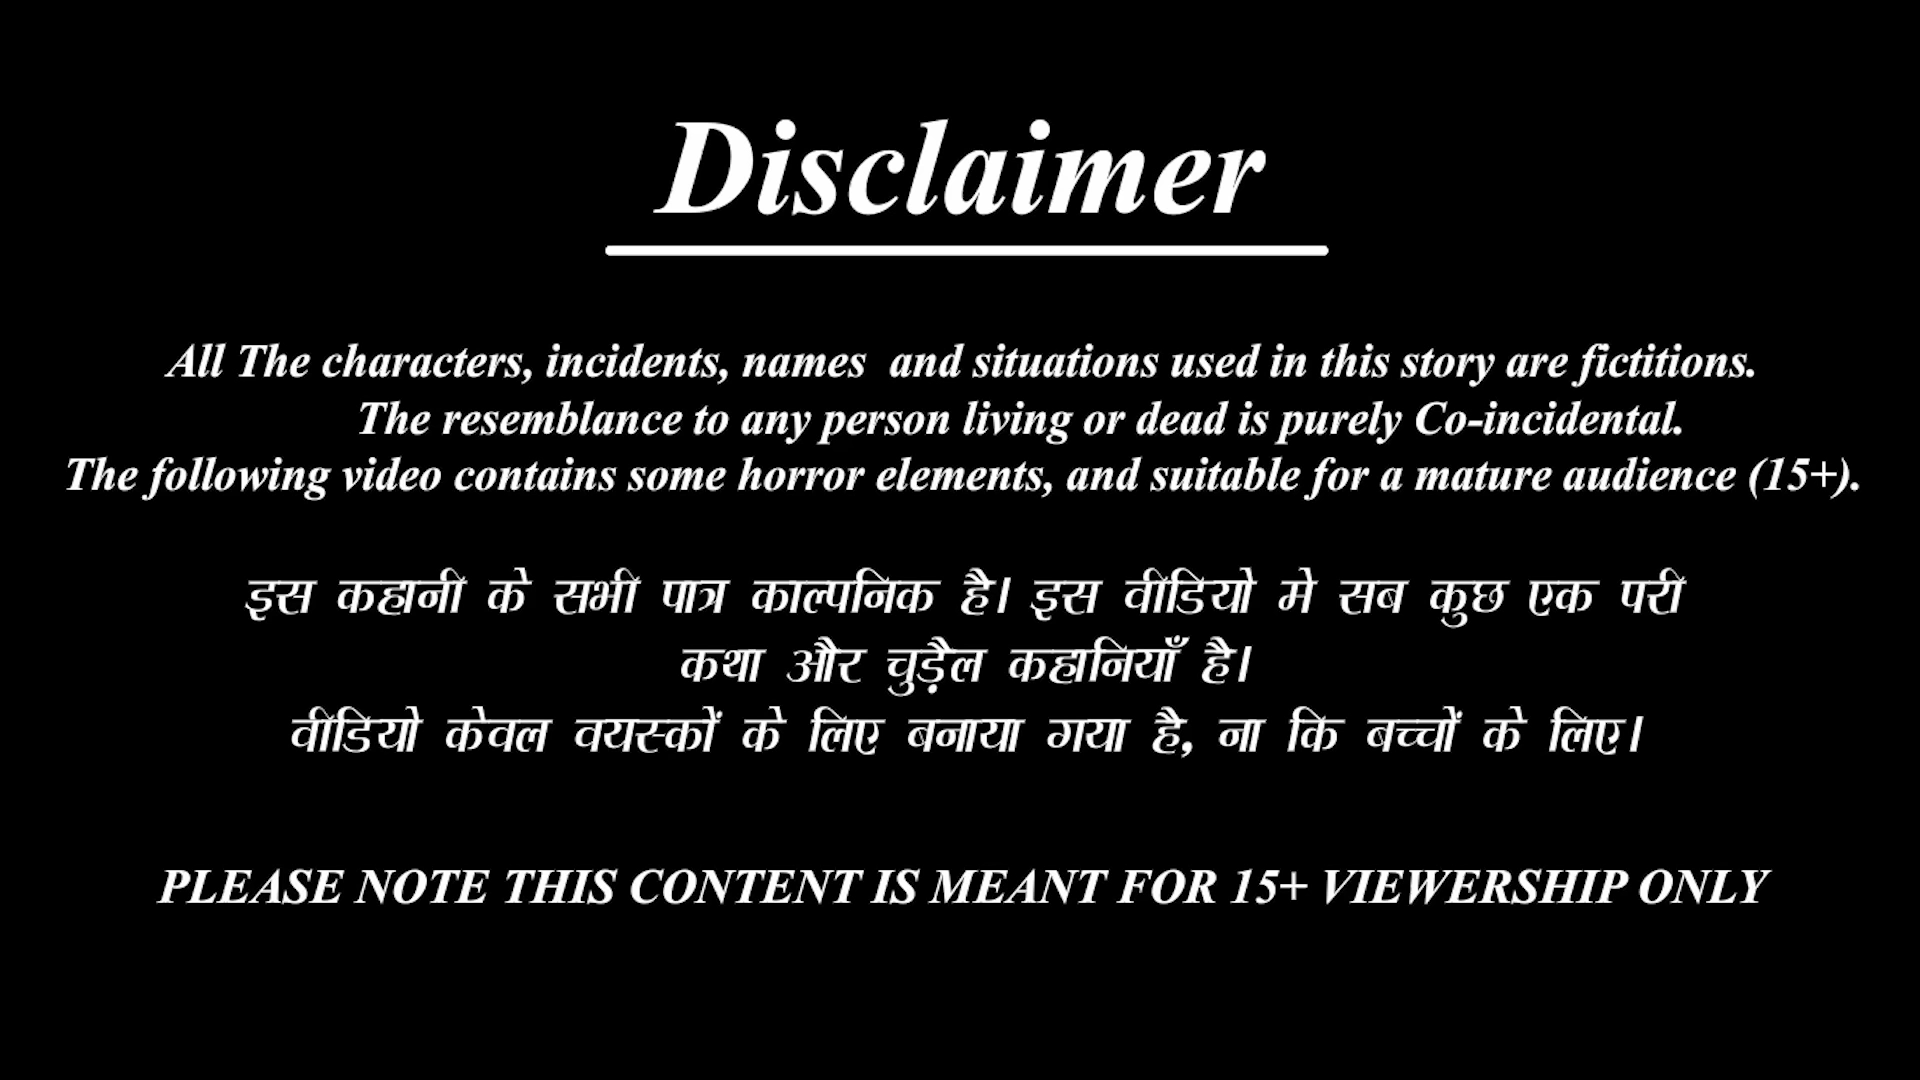 Disclaimer
All The characters, incidents, names and situations used in this story are fictitions.
The resemblance to any person living or dead is purely Co-incidental.
The following video contains some horror elements, and suitable for a mature audience (15+).
इस कहानी के सभी पात्र काल्पनिक है। इस वीडियो मे सब कुछ एक परी
कथा और चुड़ैल कहानियाँ है।
वीडियो केवल वयस्कों के लिए बनाया गया है, ना कि बच्चों के लिए।
PLEASE NOTE THIS CONTENT IS MEANT FOR 15+ VIEWERSHIP ONLY